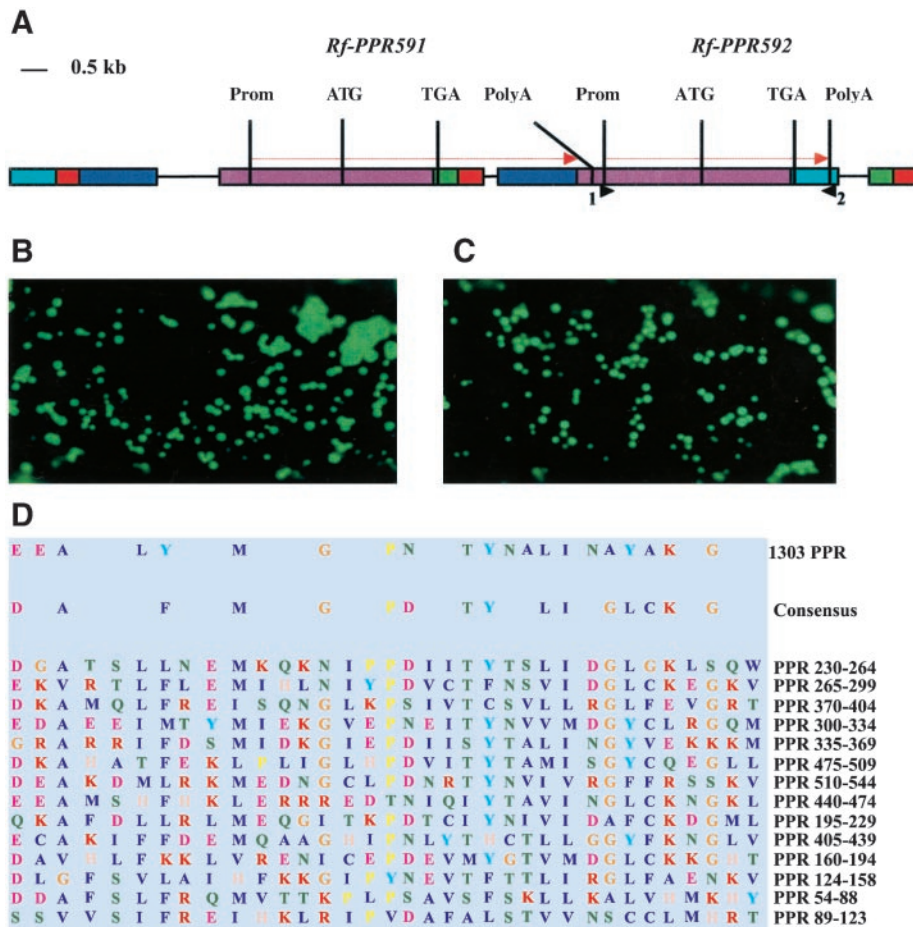 A
Rf-PPR591 Rf-PPR592
0.5 kb
Prom ATG TGA PolyA Prom ATG TGA PolyA
1 2
B C
D
E E A L Y M G P N T Y N A L I N A Y A K G 1303 PPR
D A F M G P D T Y L I G L C K G Consensus
D G A T S L L N E M K Q K N I P P D I I T Y T S L I D G L G K L S Q W PPR 230-264
E K V R T L F L E M I H L N I Y P D V C T F N S V I D G L C K E G K V PPR 265-299
D K A M Q L F R E I S Q N G L K P S I V T C S V L L R G L F E V G R T PPR 370-404
E D A E E I M T Y M I E K G V E P N E I T Y N V V M D G Y C L R G Q M PPR 300-334
G R A R R I F D S M I D K G I E P D I I S Y T A L I N G Y V E K K K M PPR 335-369
D K A H A T F E K L P L I G L H P D V I T Y T A M I S G Y C Q E G L L PPR 475-509
D E A K D M L R K M E D N G C L P D N R T Y N V I V R G F F R S S K V PPR 510-544
E E A M S H F H K L E R R R E D T N I Q I Y T A V I N G L C K N G K L PPR 440-474
Q K A F D L L R L M E Q G I T K P D T C I Y N I V I D A F C K D G M L PPR 195-229
E C A K I F F D E M Q A A G H I P N L Y T H C T L L G G Y F K N G L V PPR 405-439
D A V H L F K K L V R E N I C E P D E V M Y G T V M D G L C K K G H T PPR 160-194
D L G F S V L A I H F K K G I P Y N E V T F T T L I R G L F A E N K V PPR 124-158
D D A F S L F R Q M V T T K P L P S A V S F S K L L K A L V H M K H Y PPR 54-88
S S V V S I F R E I H K L R I P V D A F A L S T V V N S C C L M H R T PPR 89-123